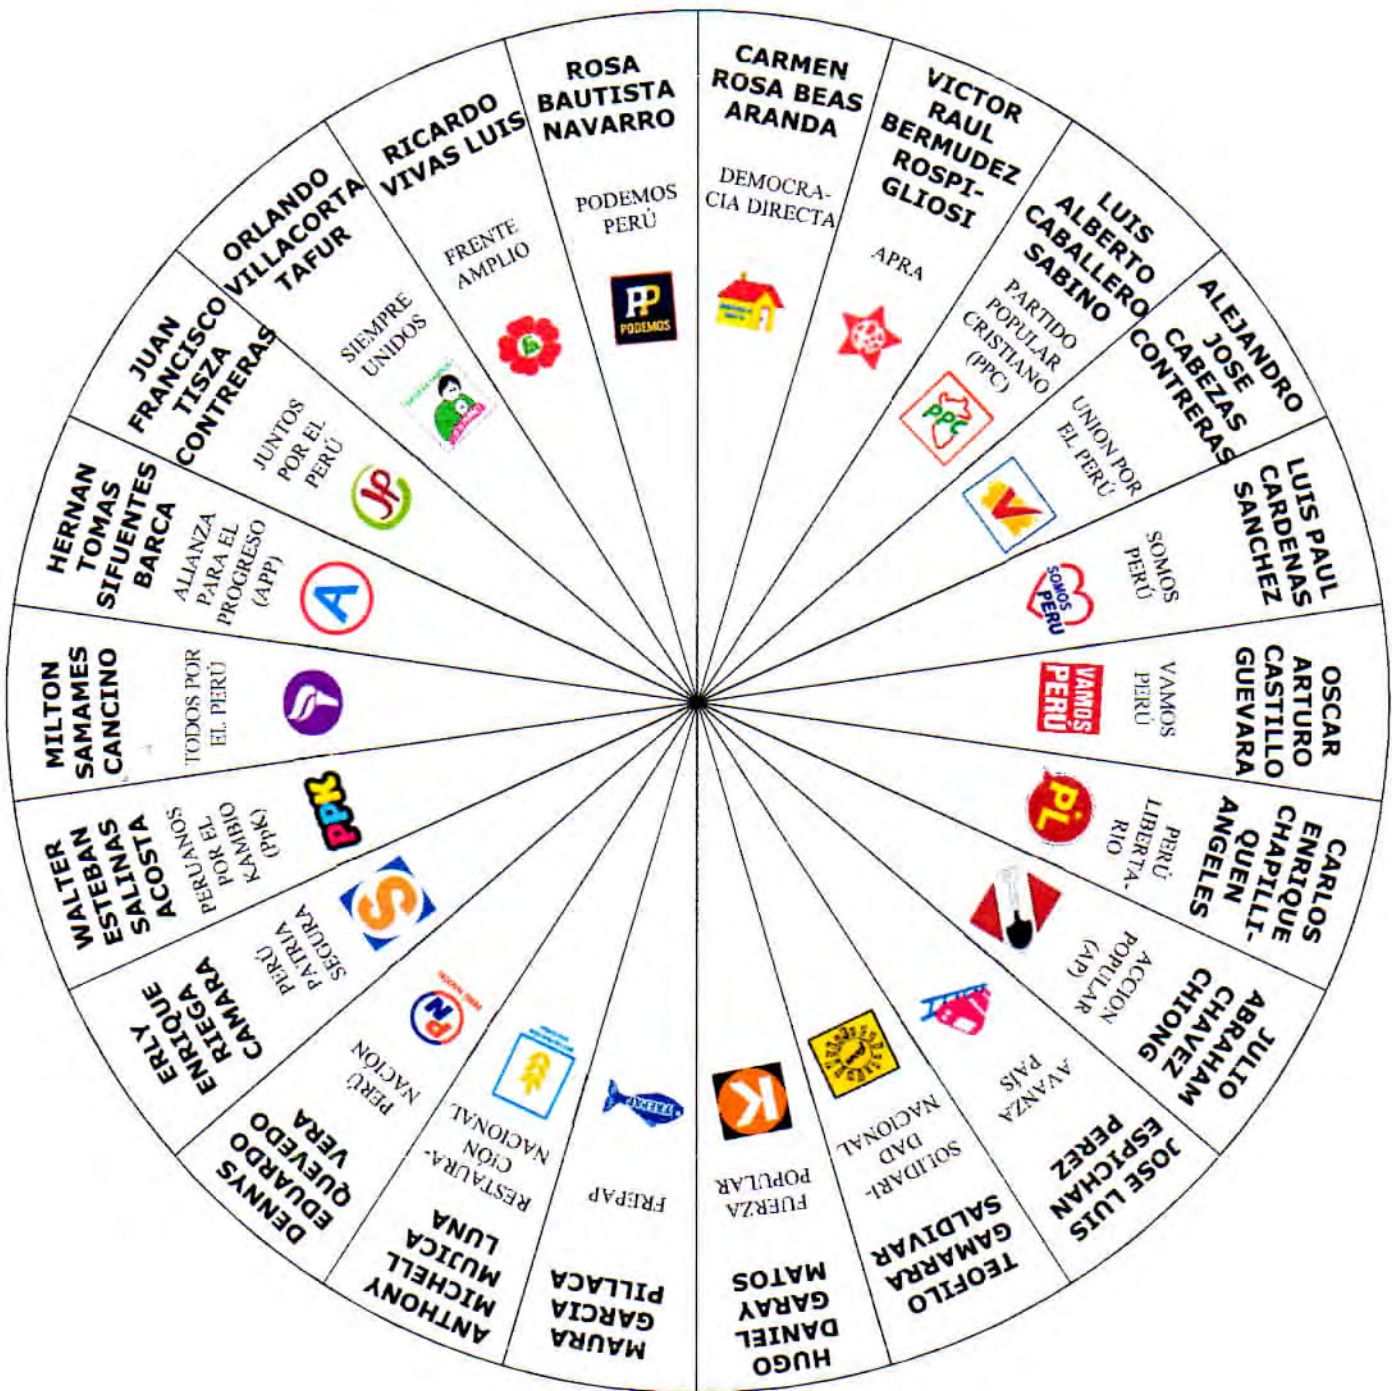 CARMEN
ROSA BEAS
ARANDA
DEMOCRA-
CIA DIRECTA
VICTOR
RAUL
BERMUDEZ
ROSPI-
GLIOSI
APRA
LUIS
ALBERTO
CABALLERO
SABINO
PARTIDO
POPULAR
CRISTIANO
(PPC)
PPC
ALEJANDRO
JOSE
CABEZAS
CONTRERAS
UNION POR
EL PERÚ
LUIS PAUL
CARDENAS
SANCHEZ
SOMOS
PERÚ
SOMOS
PERU
OSCAR
ARTURO
CASTILLO
GUEVARA
VAMOS
PERÚ
VAMOS
PERÚ
CARLOS
ENRIQUE
CHAPILLI-
QUEN
ANGELES
PERÚ
LIBERTA-
RIO
PL
JULIO
ABRAHAM
CHAVEZ
CHIONG
ACCION
POPULAR
(AP)
JOSE LUIS
ESPICHAN
PEREZ
AVANZA
PAÍS
TEOFILO
GAMARRA
SALDIVAR
SOLIDARI-
DAD
NACIONAL
HUGO
DANIEL
GARAY
MATOS
FUERZA
POPULAR
K
MAURA
GARCIA
PILLACA
FREPAP
FREPAP
ANTHONY
MICHELL
MUJICA
LUNA
RESTAURA-
CIÓN
NACIONAL
DENNYS
EDUARDO
QUEVEDO
VERA
PERÚ
NACIÓN
PN
PERÚ NACIÓN
ERLY
ENRIQUE
RIEGA
CAMARA
PERÚ
PATRIA
SEGURA
S
WALTER
ESTEBAN
SALINAS
ACOSTA
PERUANOS
POR EL
KAMBIO
(PPK)
PPK
MILTON
SAMAMES
CANCINO
TODOS POR
EL PERÚ
HERNAN
TOMAS
SIFUENTES
BARCA
ALIANZA
PARA EL
PROGRESO
(APP)
A
JUAN
FRANCISCO
TISZA
CONTRERAS
JUNTOS
POR EL
PERÚ
JP
ORLANDO
VILLACORTA
TAFUR
SIEMPRE
UNIDOS
RICARDO
VIVAS LUIS
FRENTE
AMPLIO
ROSA
BAUTISTA
NAVARRO
PODEMOS
PERÚ
PP
PODEMOS